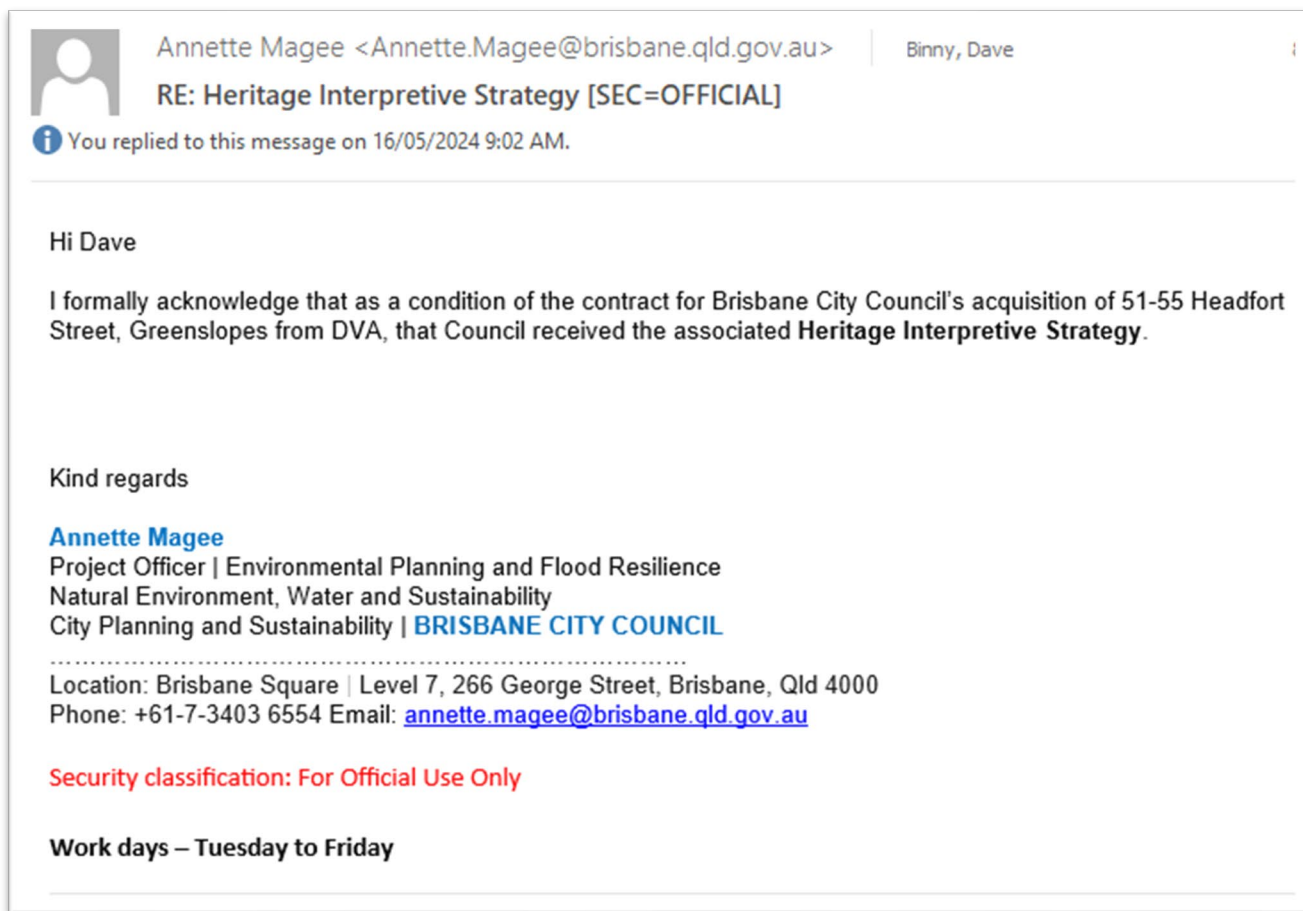 Annette Magee <Annette.Magee@brisbane.qld.gov.au> Binny, Dave
RE: Heritage Interpretive Strategy [SEC=OFFICIAL]
You replied to this message on 16/05/2024 9:02 AM.
Hi Dave
I formally acknowledge that as a condition of the contract for Brisbane City Council's acquisition of 51-55 Headfort
Street, Greenslopes from DVA, that Council received the associated Heritage Interpretive Strategy.
Kind regards
Annette Magee
Project Officer | Environmental Planning and Flood Resilience
Natural Environment, Water and Sustainability
City Planning and Sustainability | BRISBANE CITY COUNCIL
……………………………………………………………………
Location: Brisbane Square | Level 7, 266 George Street, Brisbane, Qld 4000
Phone: +61-7-3403 6554 Email: annette.magee@brisbane.qld.gov.au
Security classification: For Official Use Only
Work days – Tuesday to Friday